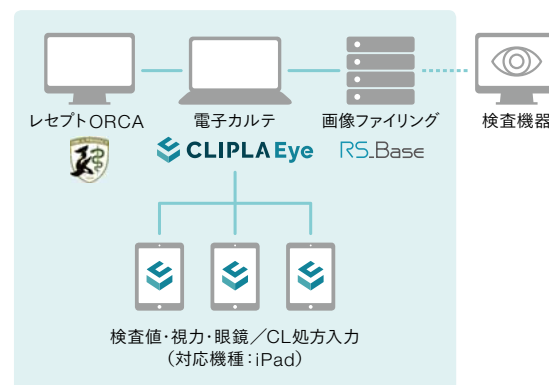 レセプトORCA
電子カルテ
画像ファイリング
検査機器
CLIPLA Eye
RS_Base
検査値・視力・眼鏡／CL処方入力
（対応機種：iPad）